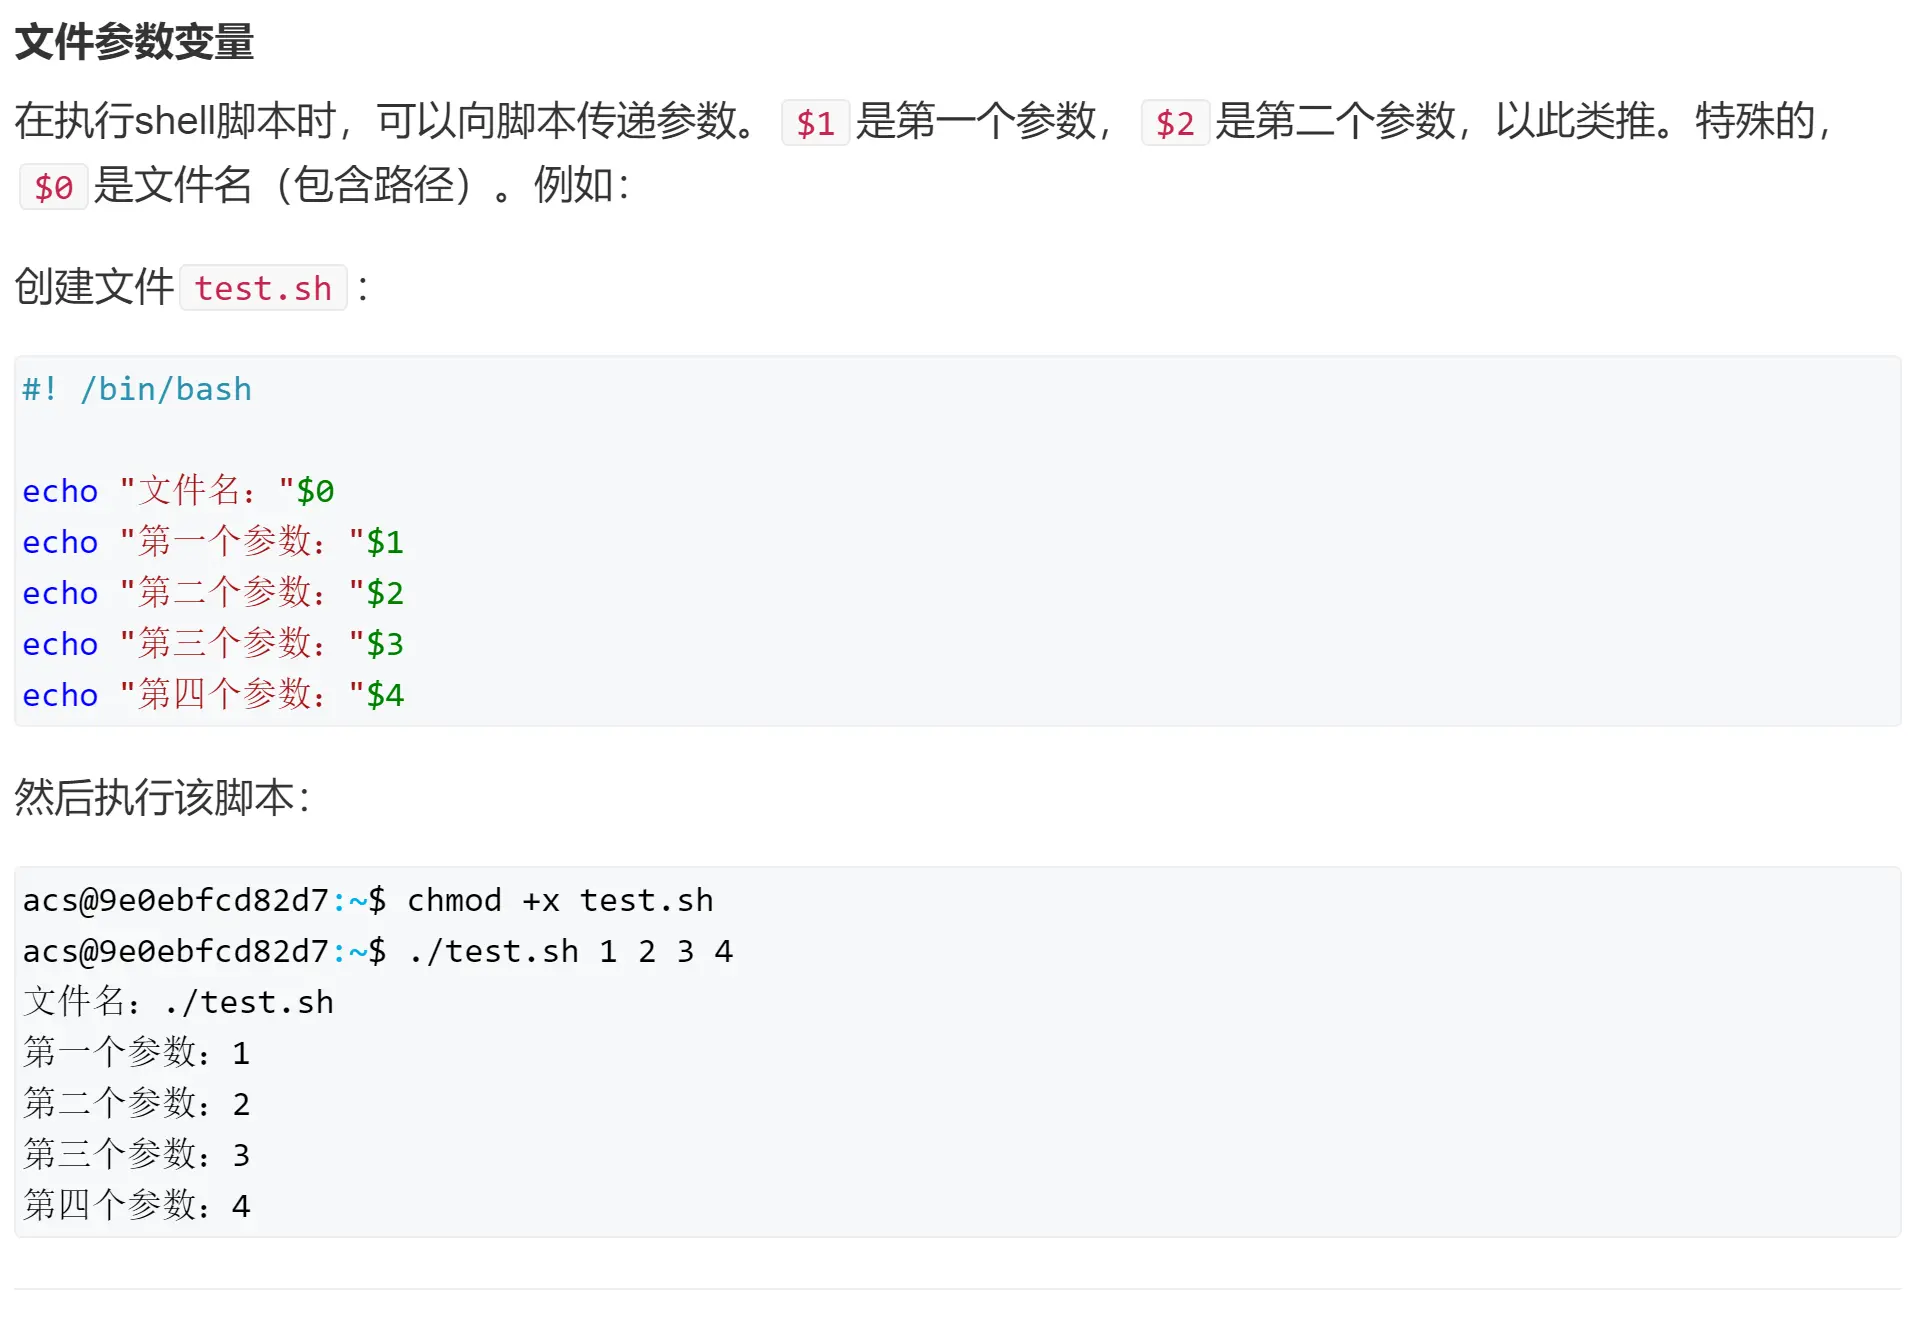 文件参数变量
在执行shell脚本时，可以向脚本传递参数。 $1 是第一个参数， $2 是第二个参数，以此类推。特殊的，
$0 是文件名（包含路径）。例如：
创建文件 test.sh ：
#! /bin/bash
echo "文件名："$0
echo "第一个参数："$1
echo "第二个参数："$2
echo "第三个参数："$3
echo "第四个参数："$4
然后执行该脚本：
acs@9e0ebfcd82d7:~$ chmod +x test.sh
acs@9e0ebfcd82d7:~$ ./test.sh 1 2 3 4
文件名：./test.sh
第一个参数：1
第二个参数：2
第三个参数：3
第四个参数：4